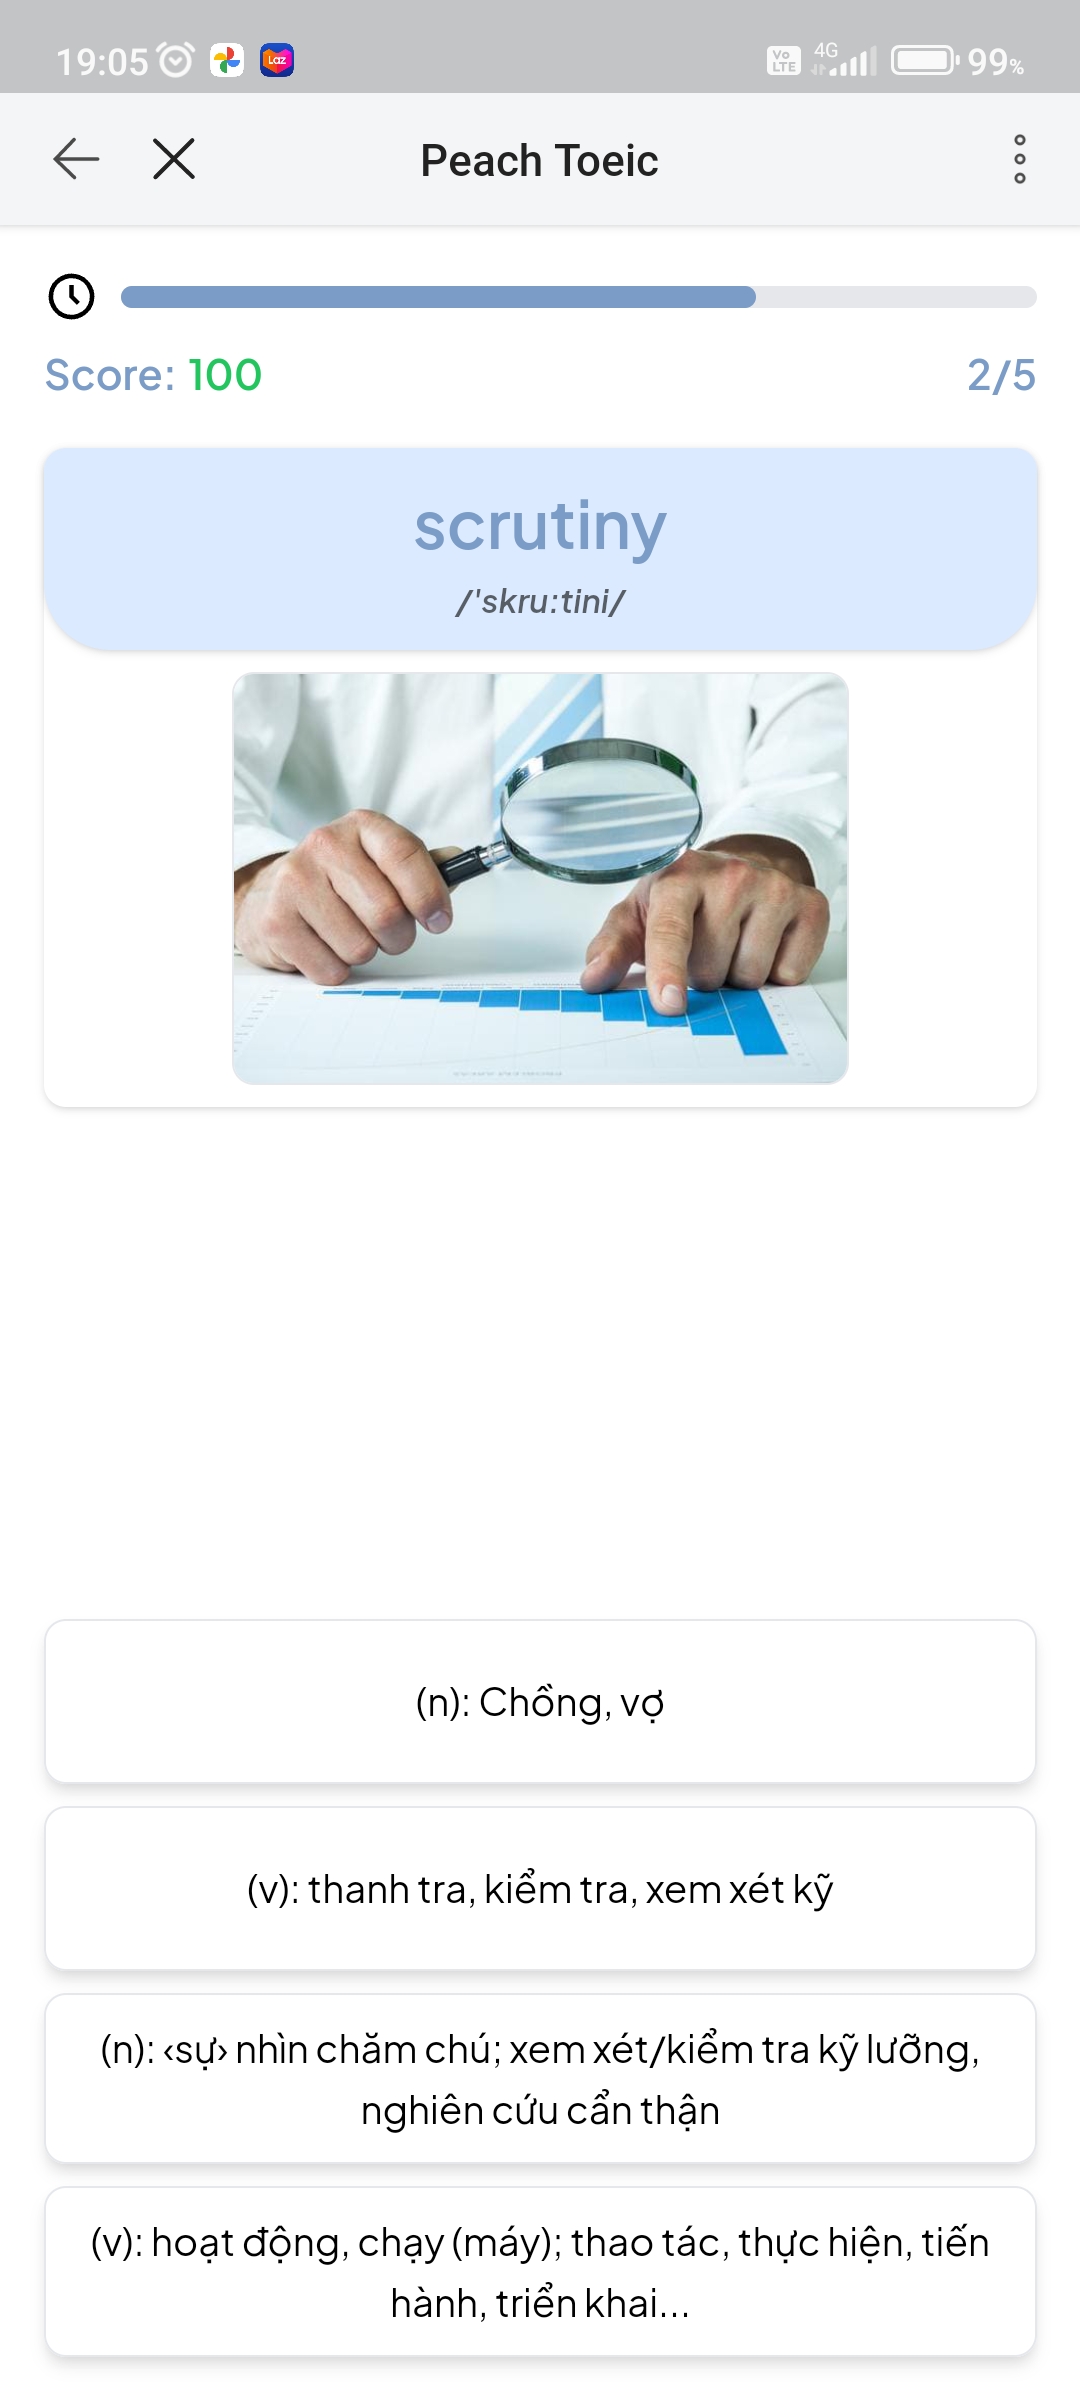 19:05
Laz
Vo LTE
4G
99%
Peach Toeic
Score: 100
2/5
scrutiny
/'skru:tini/
(n): Chồng, vợ
(v): thanh tra, kiểm tra, xem xét kỹ
(n): ‹sự› nhìn chăm chú; xem xét/kiểm tra kỹ lưỡng,
nghiên cứu cẩn thận
(v): hoạt động, chạy (máy); thao tác, thực hiện, tiến
hành, triển khai...